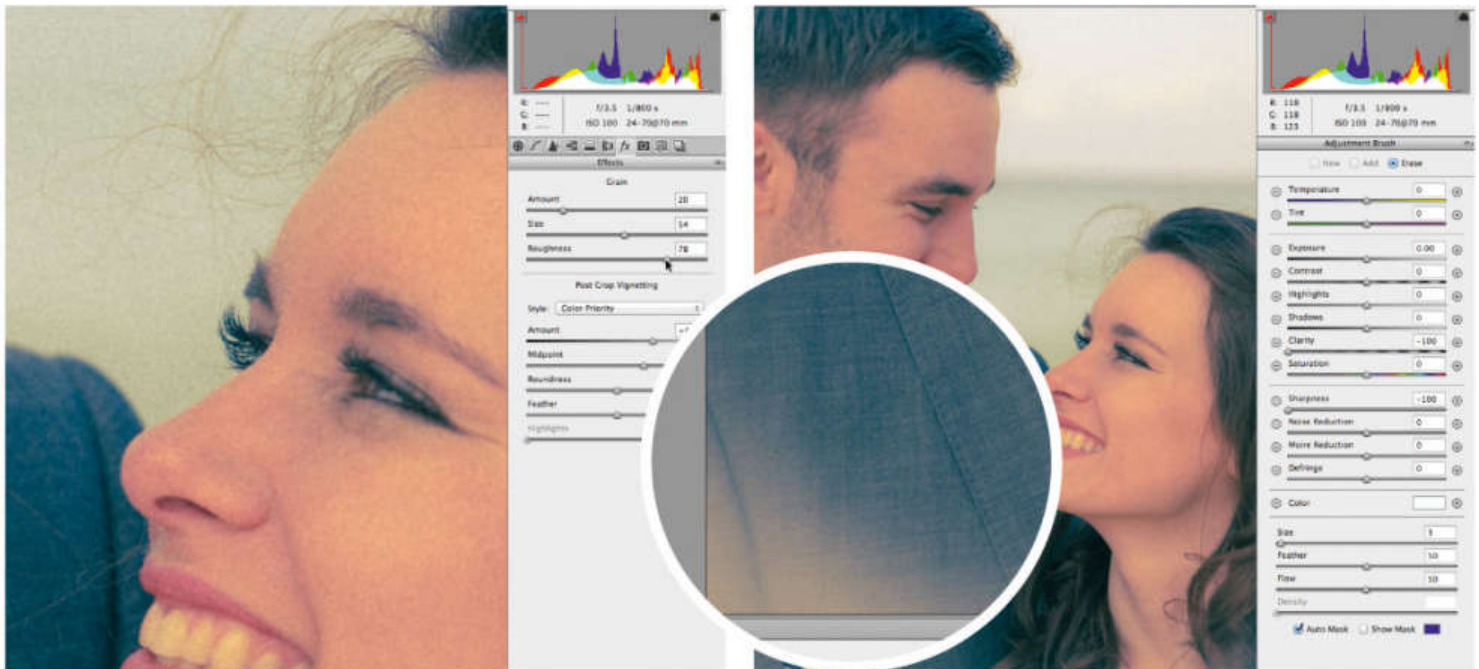 R: ----
G: ----
B: ----
f/3.5 1/800 s
ISO 100 24-70@70 mm
Effects
Grain
Amount 20
Size 54
Roughness 78
Post Crop Vignetting
Style: Color Priority
Amount
Midpoint
Roundness
Feather
Highlights
R: 118
G: 118
B: 123
f/3.5 1/800 s
ISO 100 24-70@70 mm
Adjustment Brush
New Add Erase
Temperature 0
Tint 0
Exposure 0.00
Contrast 0
Highlights 0
Shadows 0
Clarity -100
Saturation 0
Sharpness -100
Noise Reduction 0
Moire Reduction 0
Defringe 0
Color
Size 3
Feather 50
Flow 50
Density
Auto Mask Show Mask